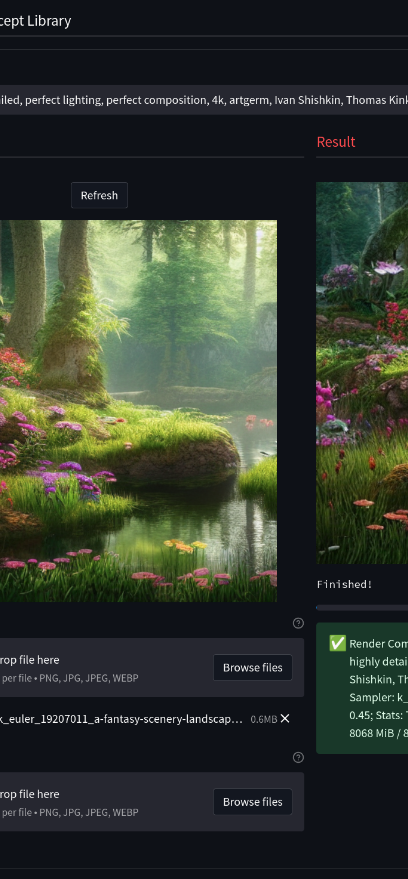 cept Library
iled, perfect lighting, perfect composition, 4k, artgerm, Ivan Shishkin, Thomas Kink
Result
Refresh
Finished!
rop file here
per file • PNG, JPG, JPEG, WEBP
Browse files
k_euler_19207011_a-fantasy-scenery-landscap... 0.6MB
rop file here
per file • PNG, JPG, JPEG, WEBP
Browse files
Render Com
highly detai
Shishkin, Th
Sampler: k_
0.45; Stats: T
8068 MiB / 8